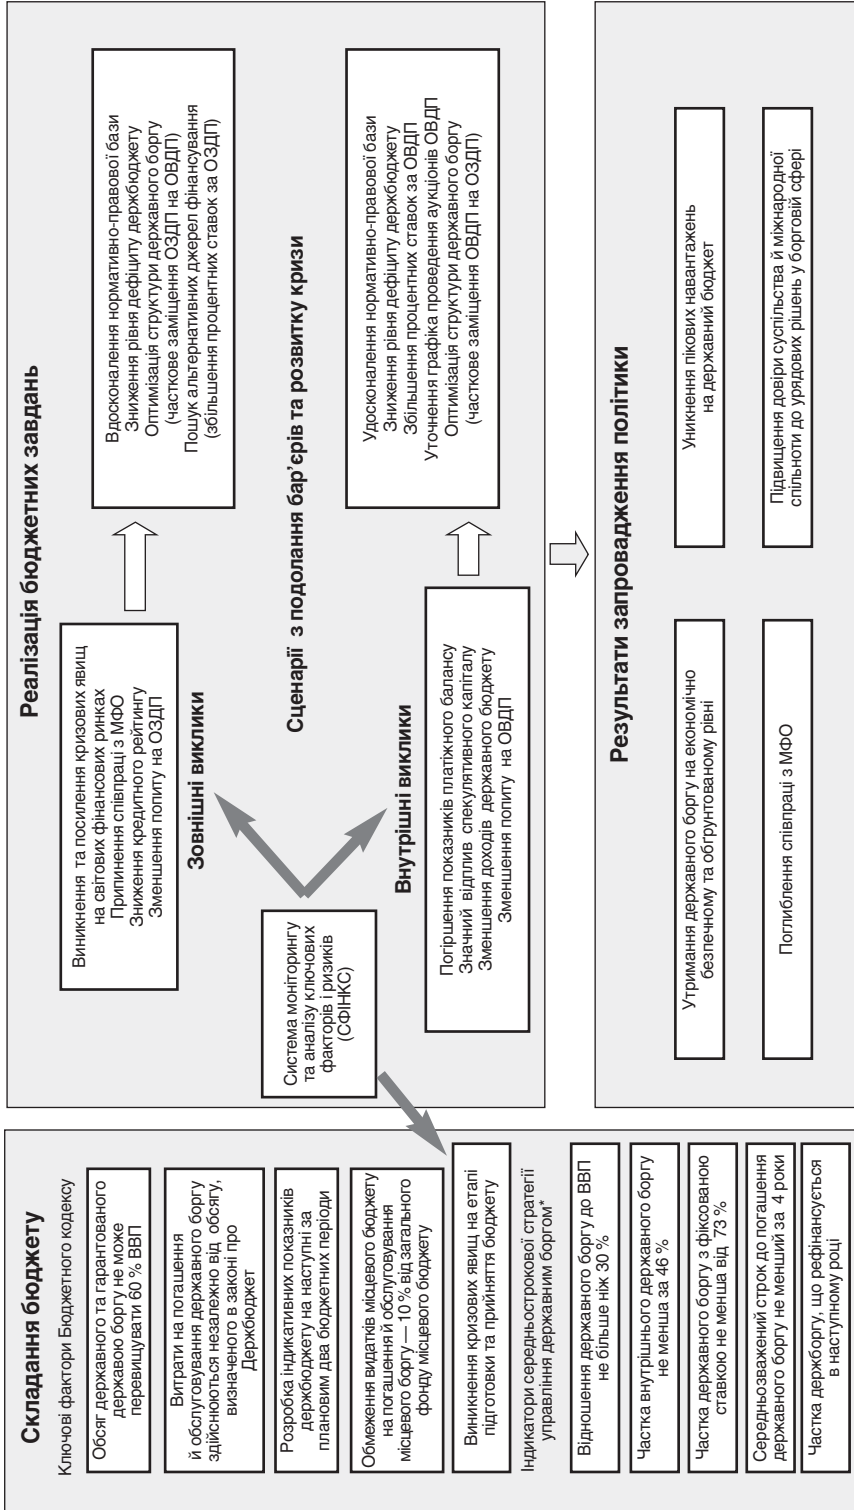 Складання бюджету
Ключові фактори Бюджетного кодексу
Обсяг державного та гарантованого
державою боргу не може
перевищувати 60 % ВВП
Витрати на погашення
й обслуговування державного боргу
здійснюються незалежно від обсягу,
визначеного в законі про
Держбюджет
Розробка індикативних показників
держбюджету на наступні за
плановим два бюджетних періоди
Обмеження видатків місцевого бюджету
на погашення й обслуговування
місцевого боргу — 10 % від загального
фонду місцевого бюджету
Виникнення кризових явищ на етапі
підготовки та прийняття бюджету
Індикатори середньострокової стратегії
управління державним боргом*
Відношення державного боргу до ВВП
не більше ніж 30 %
Частка внутрішнього державного боргу
не менша за 46 %
Частка державного боргу з фіксованою
ставкою не менша від 73 %
Середньозважений строк до погашення
державного боргу не менший за 4 роки
Частка держборгу, що рефінансується
в наступному році
Реалізація бюджетних завдань
Виникнення та посилення кризових явищ
на світових фінансових ринках
Припинення співпраці з МФО
Зниження кредитного рейтингу
Зменшення попиту на ОЗДП
Зовнішні виклики
Вдосконалення нормативно-правової бази
Зниження рівня дефіциту держбюджету
Оптимізація структури державного боргу
(часткове заміщення ОЗДП на ОВДП)
Пошук альтернативних джерел фінансування
(збільшення процентних ставок за ОЗДП)
Система моніторингу
та аналізу ключових
факторів і ризиків
(СФІНКС)
Сценарії з подолання бар’єрів та розвитку кризи
Внутрішні виклики
Погіршення показників платіжного балансу
Значний відплив спекулятивного капіталу
Зменшення доходів державного бюджету
Зменшення попиту на ОВДП
Удосконалення нормативно-правової бази
Зниження рівня дефіциту держбюджету
Збільшення процентних ставок за ОВДП
Уточнення графіка проведення аукціонів ОВДП
Оптимізація структури державного боргу
(часткове заміщення ОВДП на ОЗДП)
Результати запровадження політики
Утримання державного боргу на економічно
безпечному та обґрунтованому рівні
Уникнення пікових навантажень
на державний бюджет
Поглиблення співпраці з МФО
Підвищення довіри суспільства й міжнародної
спільноти до урядових рішень у борговій сфері